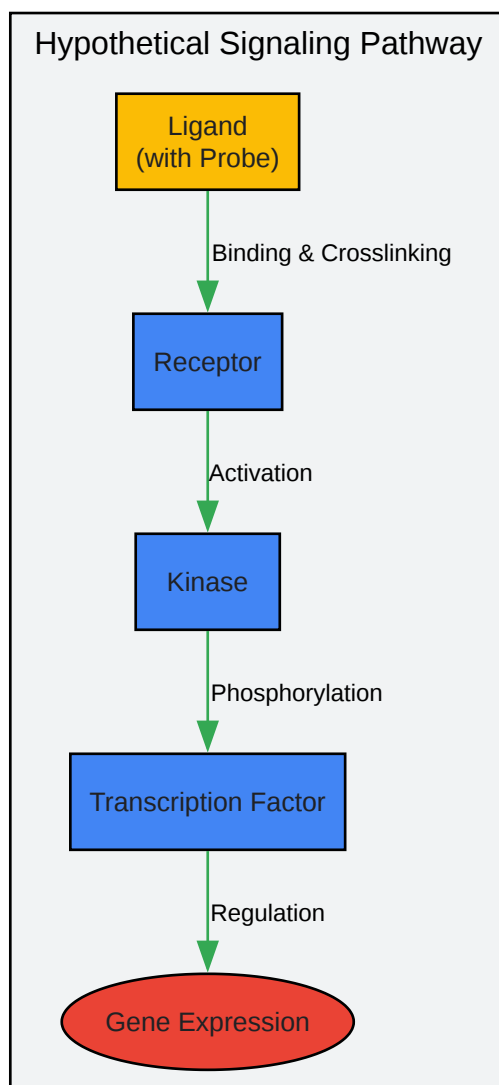 Hypothetical Signaling Pathway
Ligand
(with Probe)
Binding & Crosslinking
Receptor
Activation
Kinase
Phosphorylation
Transcription Factor
Regulation
Gene Expression